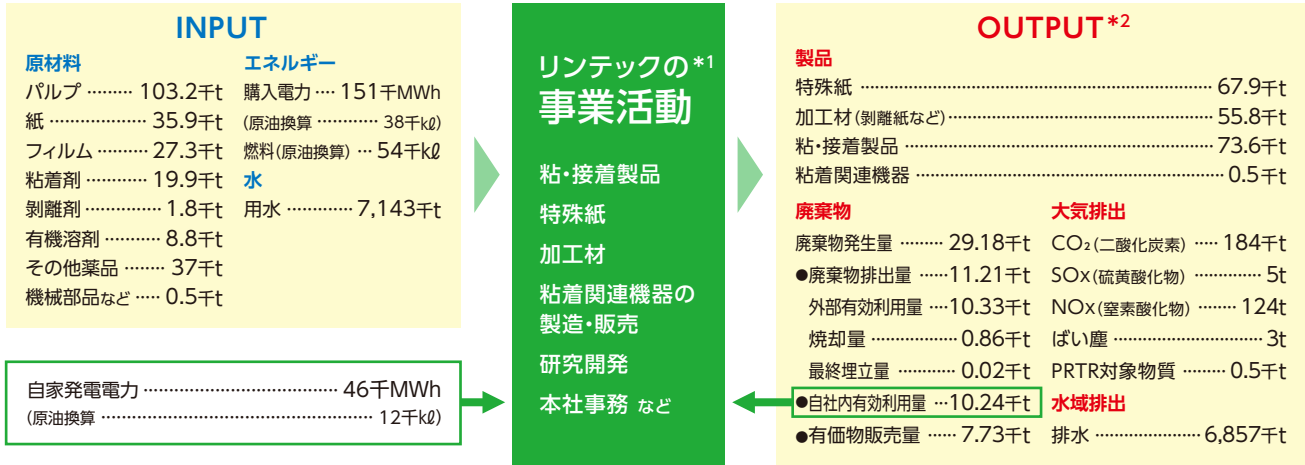 INPUT
原材料
パルプ ……… 103.2千t
紙 ……………… 35.9千t
フィルム ……… 27.3千t
粘着剤 ………… 19.9千t
剝離剤 …………… 1.8千t
有機溶剤 ……… 8.8千t
その他薬品 …… 37千t
機械部品など …… 0.5千t
エネルギー
購入電力 …… 151千MWh
(原油換算 ………… 38千kℓ)
燃料(原油換算) … 54千kℓ
水
用水 ………… 7,143千t
自家発電電力 ………………………… 46千MWh
(原油換算 ………………………………… 12千kℓ)
リンテックの*1
事業活動
粘・接着製品
特殊紙
加工材
粘着関連機器の
製造・販売
研究開発
本社事務 など
OUTPUT*2
製品
特殊紙 ………………………………………… 67.9千t
加工材(剝離紙など) ……………………………… 55.8千t
粘・接着製品 …………………………………… 73.6千t
粘着関連機器 …………………………………… 0.5千t
廃棄物
廃棄物発生量 ……… 29.18千t
●廃棄物排出量 ……11.21千t
外部有効利用量 …10.33千t
焼却量 …………… 0.86千t
最終埋立量 ………… 0.02千t
●自社内有効利用量 …10.24千t
●有価物販売量 …… 7.73千t
大気排出
CO₂(二酸化炭素) …… 184千t
SOx(硫黄酸化物) ………… 5t
NOx(窒素酸化物) ……… 124t
ばい塵 …………………… 3t
PRTR対象物質 ……… 0.5千t
水域排出
排水 ………………… 6,857千t